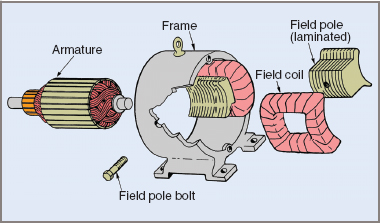 Frame
Field pole
(laminated)
Armature
Field coil
Field pole bolt